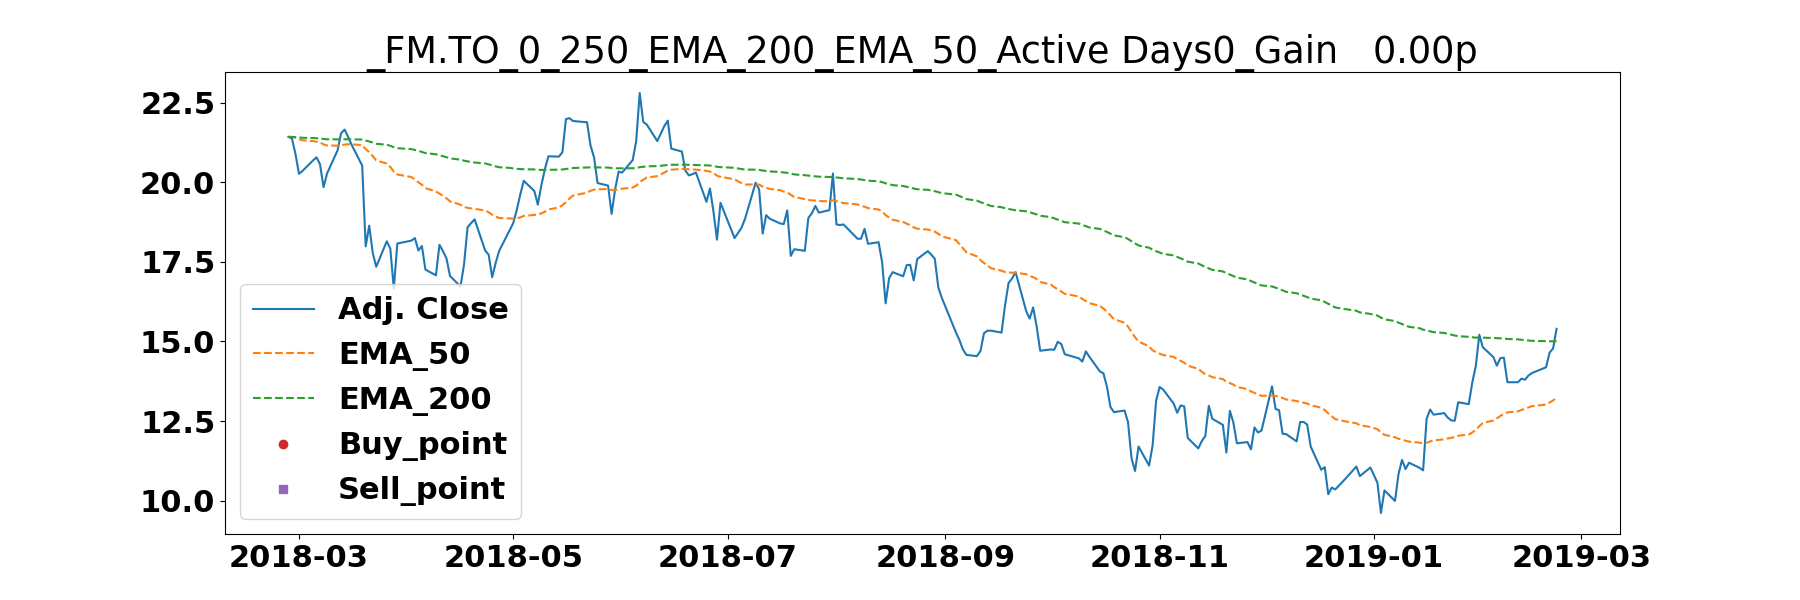 _FM.TO_0_250_EMA_200_EMA_50_Active Days0_Gain   0.00p
22.5
20.0
17.5
15.0
12.5
10.0
Adj. Close
EMA_50
EMA_200
Buy_point
Sell_point
2018-03 2018-05 2018-07 2018-09 2018-11 2019-01 2019-03